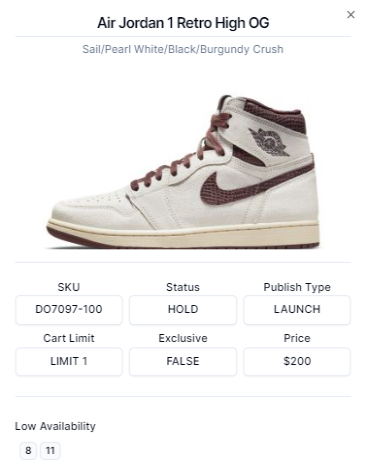 ×
Air Jordan 1 Retro High OG
Sail/Pearl White/Black/Burgundy Crush
SKU Status Publish Type
DO7097-100 HOLD LAUNCH
Cart Limit Exclusive Price
LIMIT 1 FALSE $200
Low Availability
8 11